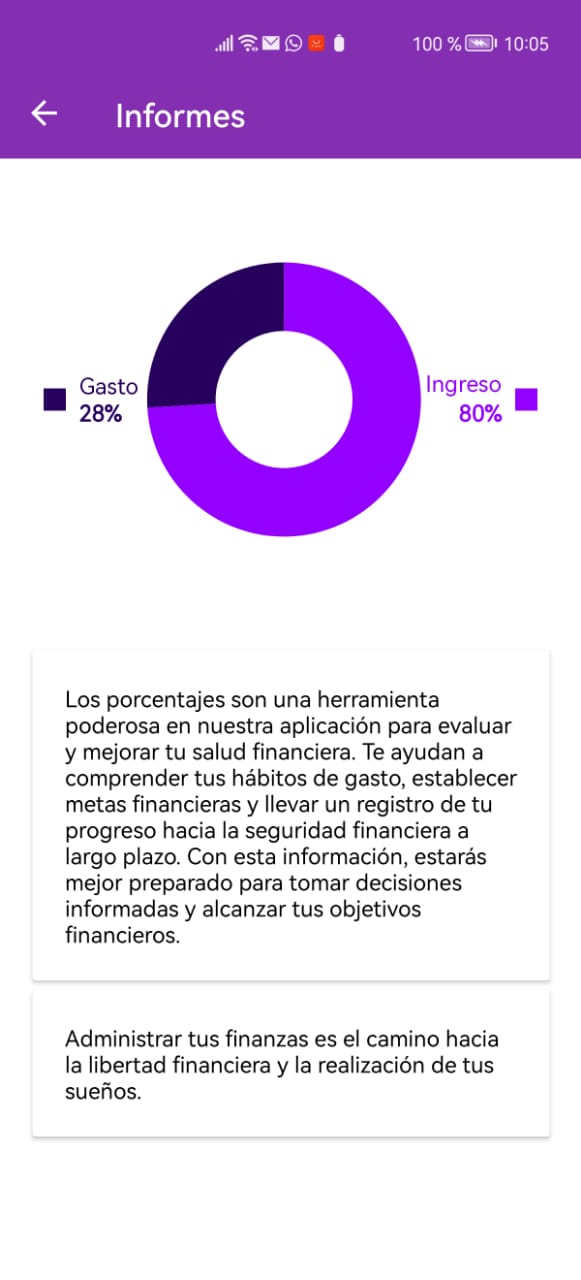 100 % 10:05
Informes
Gasto
28%
Ingreso
80%
Los porcentajes son una herramienta
poderosa en nuestra aplicación para evaluar
y mejorar tu salud financiera. Te ayudan a
comprender tus hábitos de gasto, establecer
metas financieras y llevar un registro de tu
progreso hacia la seguridad financiera a
largo plazo. Con esta información, estarás
mejor preparado para tomar decisiones
informadas y alcanzar tus objetivos
financieros.
Administrar tus finanzas es el camino hacia
la libertad financiera y la realización de tus
sueños.